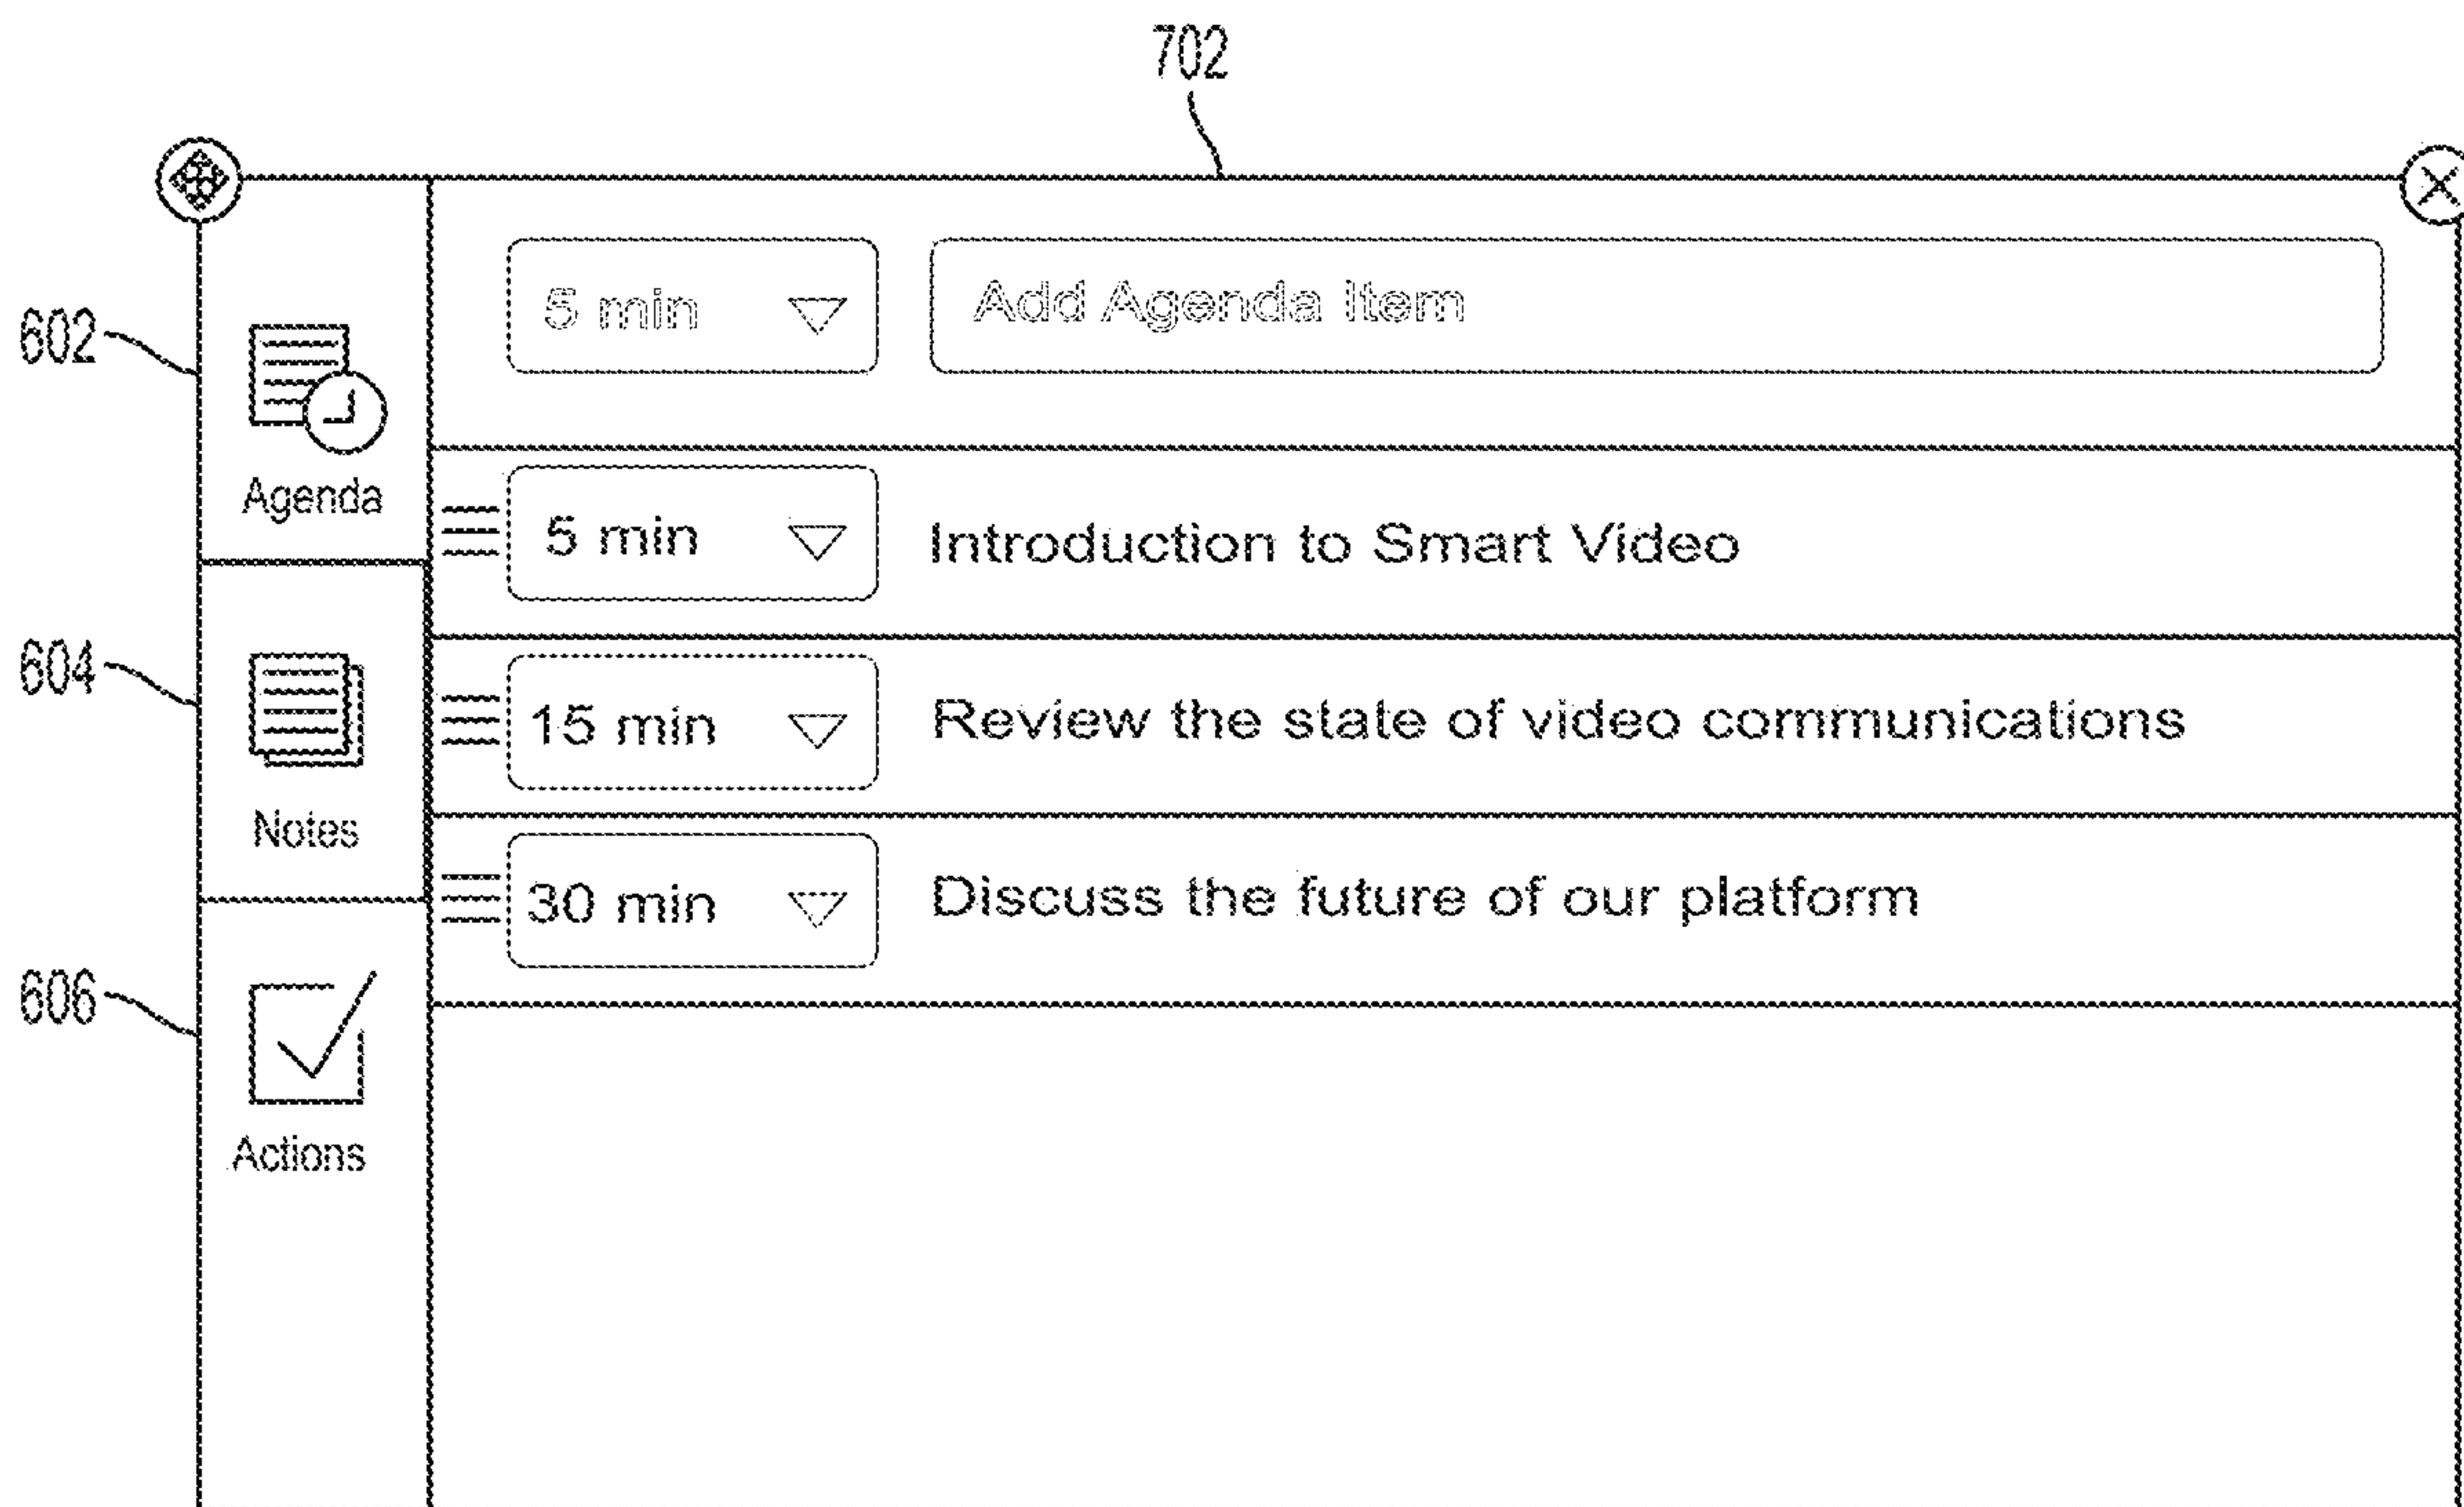 702
5 min Add Agenda Item
602
Agenda
5 min Introduction to Smart Video
604
Notes
15 min Review the state of video communications
30 min Discuss the future of our platform
606
Actions